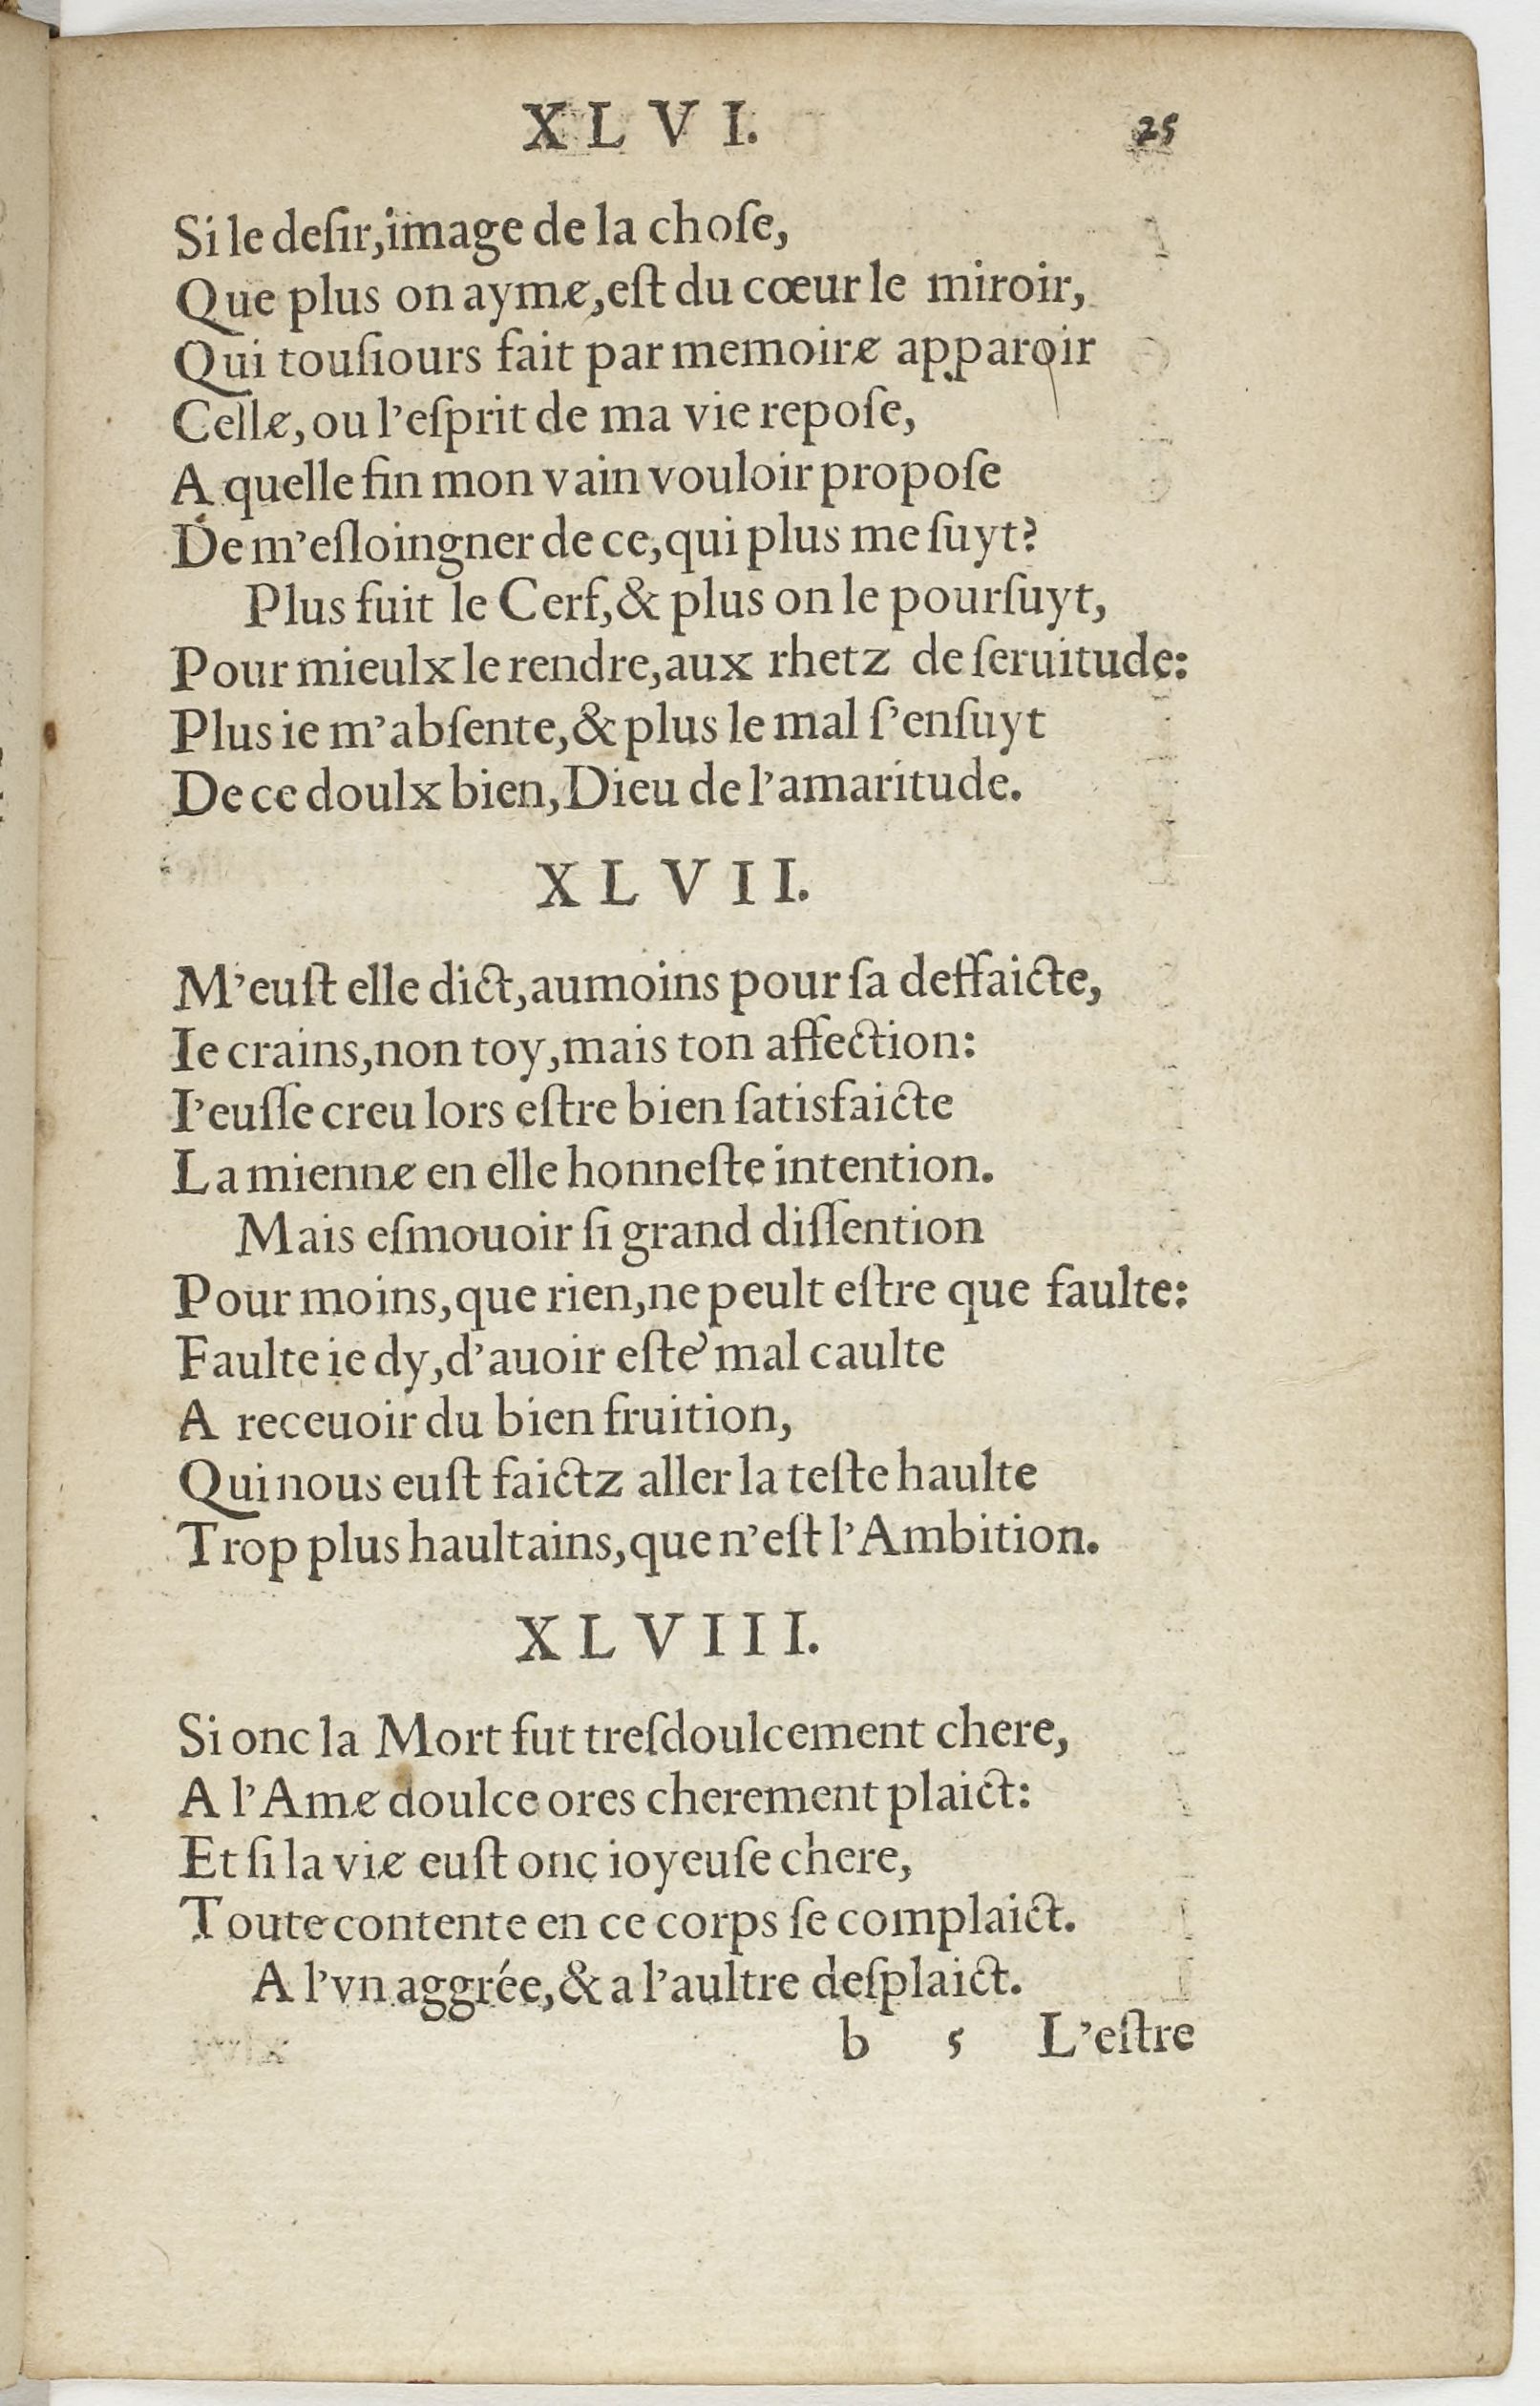 XLVI. 25
Si le deſir, image de la choſe,
Que plus on ayme, eſt du cœur le miroir,
Qui touſiours fait par memoire apparoir
Celle, ou l'eſprit de ma vie repoſe,
A quelle fin mon vain vouloir propoſe
De m'eſloingner de ce, qui plus me ſuyt?
Plus fuit le Cerf, & plus on le pourſuyt,
Pour mieulx le rendre, aux rhetz de ſeruitude:
Plus ie m'abſente, & plus le mal ſ'enſuyt
De ce doulx bien, Dieu de l'amaritude.
XLVII.
M'euſt elle dict, aumoins pour ſa deffaicte,
Ie crains, non toy, mais ton affection:
I'euſſe creu lors eſtre bien ſatisfaicte
La mienne en elle honneſte intention.
Mais eſmouoir ſi grand diſſention
Pour moins, que rien, ne peult eſtre que faulte:
Faulte ie dy, d'auoir eſté mal caulte
A receuoir du bien fruition,
Qui nous euſt faictz aller la teſte haulte
Trop plus haultains, que n'eſt l'Ambition.
XLVIII.
Si onc la Mort fut treſdoulcement chere,
A l'Ame doulce ores cherement plaict:
Et ſi la vie euſt onc ioyeuſe chere,
Toute contente en ce corps ſe complaict.
A l'vn aggrée, & a l'aultre deſplaict.
b 5 L'eſtre